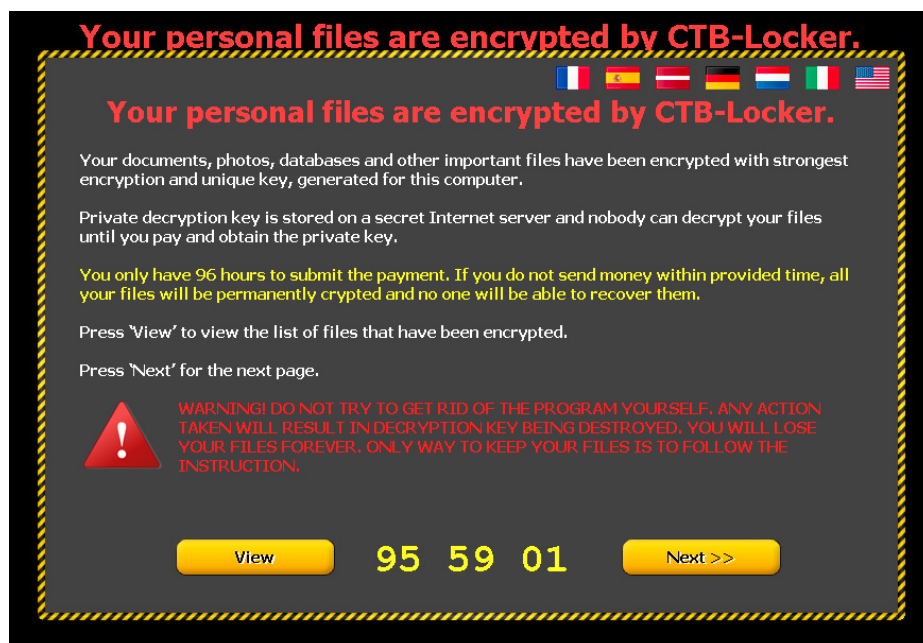 Your personal files are encrypted by CTB-Locker.
Your personal files are encrypted by CTB-Locker.
Your documents, photos, databases and other important files have been encrypted with strongest
encryption and unique key, generated for this computer.
Private decryption key is stored on a secret Internet server and nobody can decrypt your files
until you pay and obtain the private key.
You only have 96 hours to submit the payment. If you do not send money within provided time, all
your files will be permanently crypted and no one will be able to recover them.
Press 'View' to view the list of files that have been encrypted.
Press 'Next' for the next page.
WARNING! DO NOT TRY TO GET RID OF THE PROGRAM YOURSELF. ANY ACTION
TAKEN WILL RESULT IN DECRYPTION KEY BEING DESTROYED. YOU WILL LOSE
YOUR FILES FOREVER. ONLY WAY TO KEEP YOUR FILES IS TO FOLLOW THE
INSTRUCTION.
View 95 59 01 Next >>